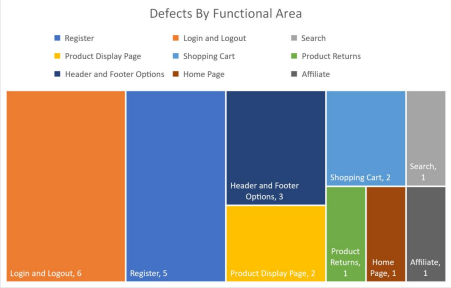 Defects By Functional Area
Register
Login and Logout
Search
Product Display Page
Shopping Cart
Product Returns
Header and Footer Options
Home Page
Affiliate
Login and Logout, 6
Register, 5
Header and Footer
Options, 3
Product Display Page, 2
Shopping Cart, 2
Search,
1
Product
Returns,
1
Home
Page, 1
Affiliate,
1